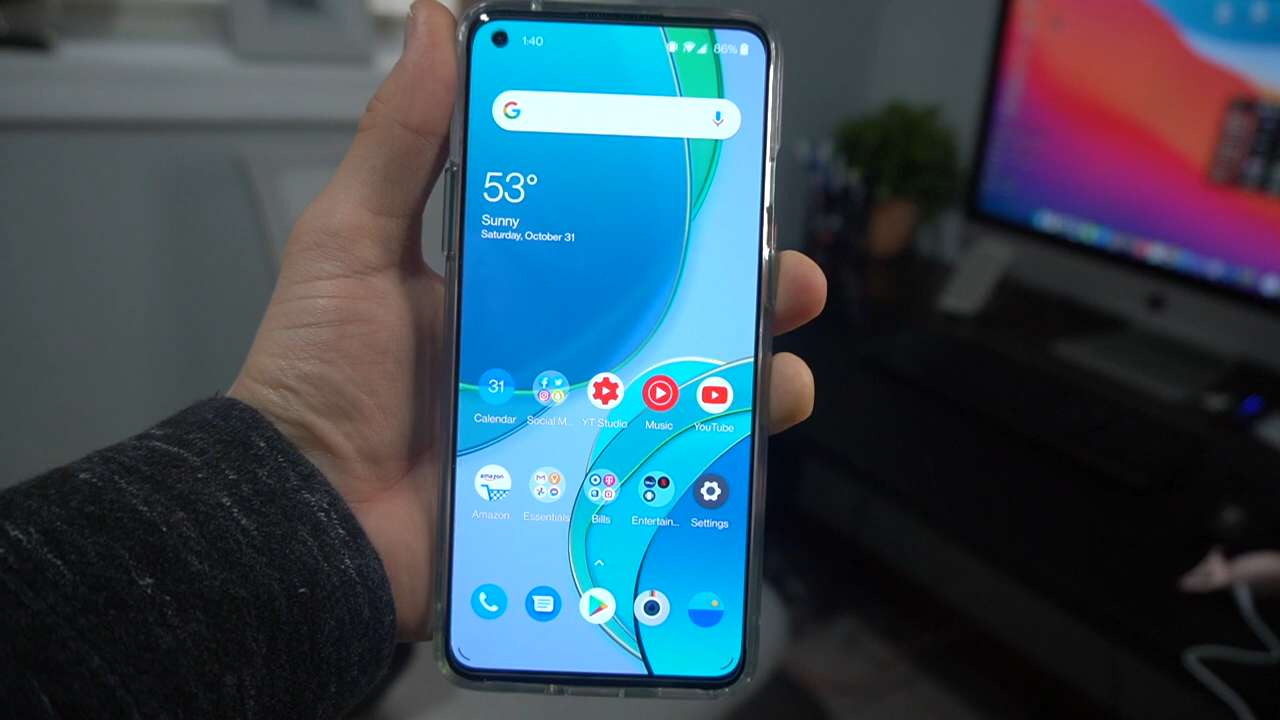 1:40
86%
G
53°
Sunny
Saturday, October 31
31
Calendar
Social M...
YT Studio
Music
YouTube
amazon
Amazon
Essentials
Bills
Entertain...
Settings